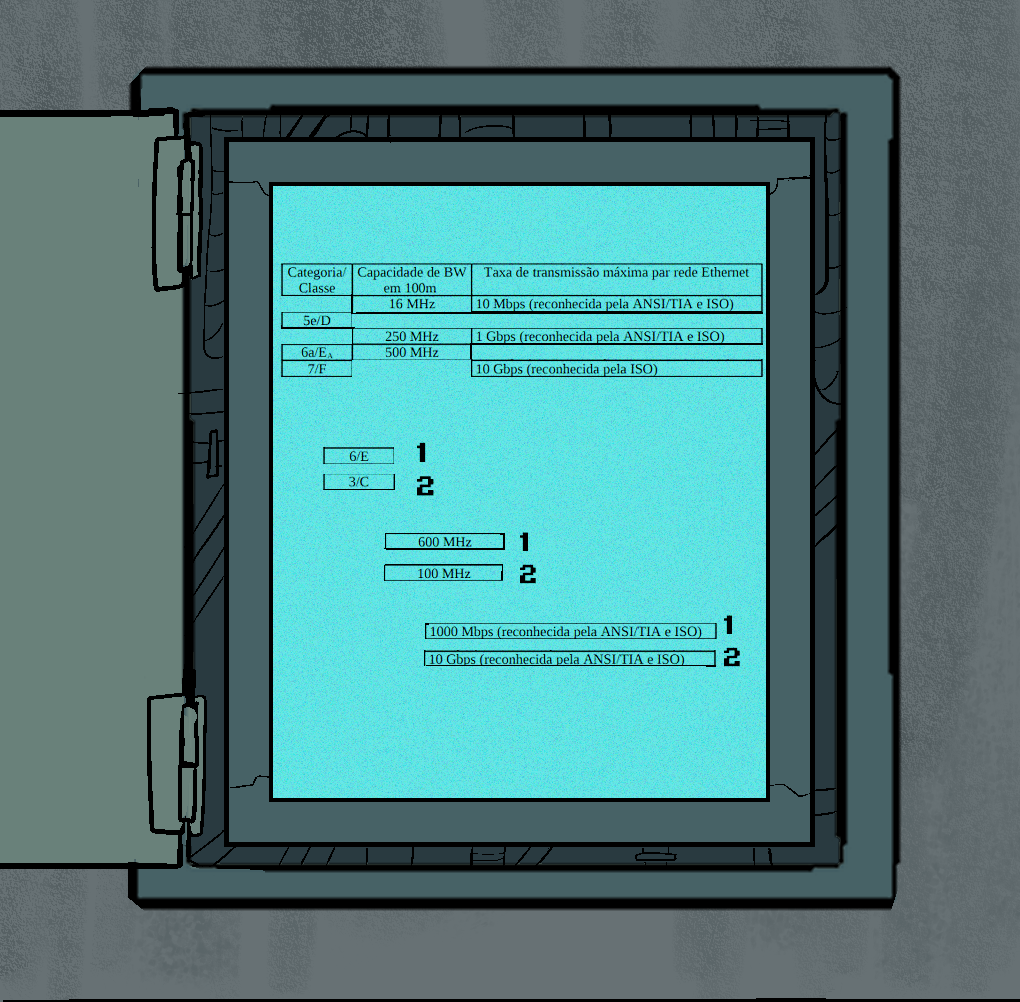 Categoria/ Capacidade de BW Taxa de transmissão máxima par rede Ethernet
Classe em 100m
16 MHz 10 Mbps (reconhecida pela ANSI/TIA e ISO)
5e/D
250 MHz 1 Gbps (reconhecida pela ANSI/TIA e ISO)
6a/EA 500 MHz
7/F 10 Gbps (reconhecida pela ISO)
6/E 1
3/C 2
600 MHz 1
100 MHz 2
1000 Mbps (reconhecida pela ANSI/TIA e ISO) 1
10 Gbps (reconhecida pela ANSI/TIA e ISO) 2